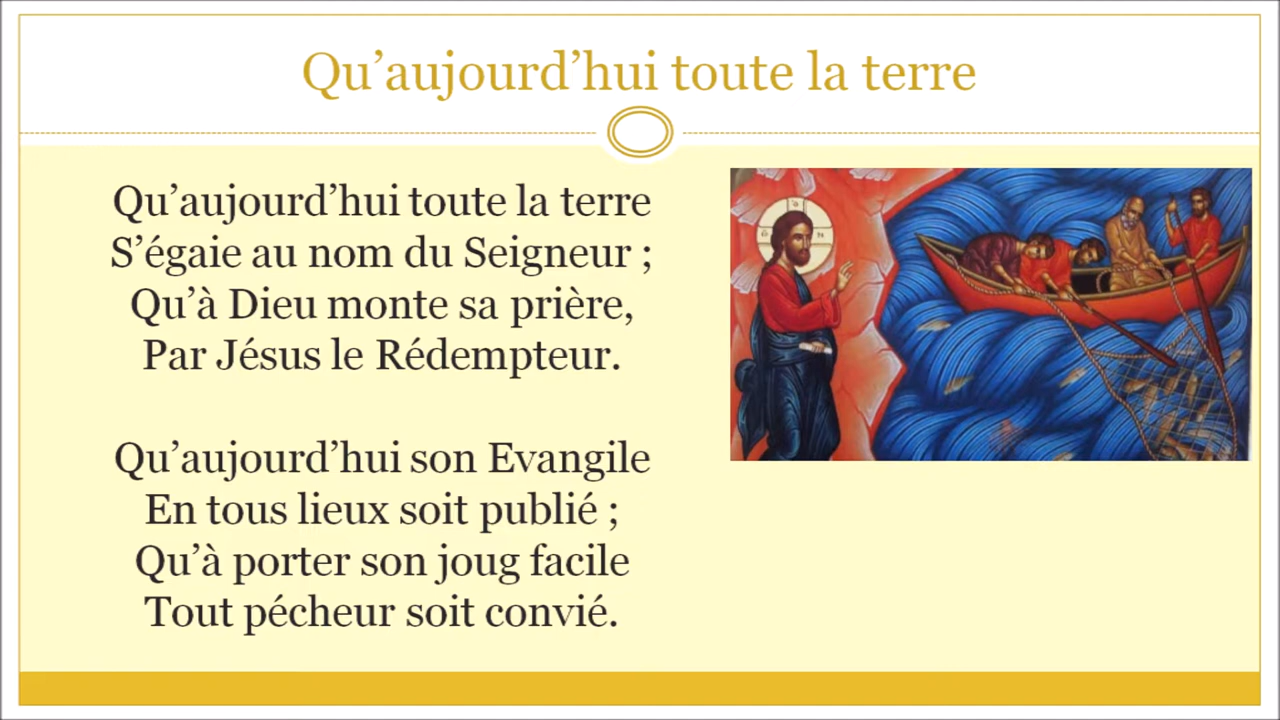 Qu’aujourd’hui toute la terre
Qu’aujourd’hui toute la terre
S’égaie au nom du Seigneur ;
Qu’à Dieu monte sa prière,
Par Jésus le Rédempteur.
Qu’aujourd’hui son Evangile
En tous lieux soit publié ;
Qu’à porter son joug facile
Tout pécheur soit convié.